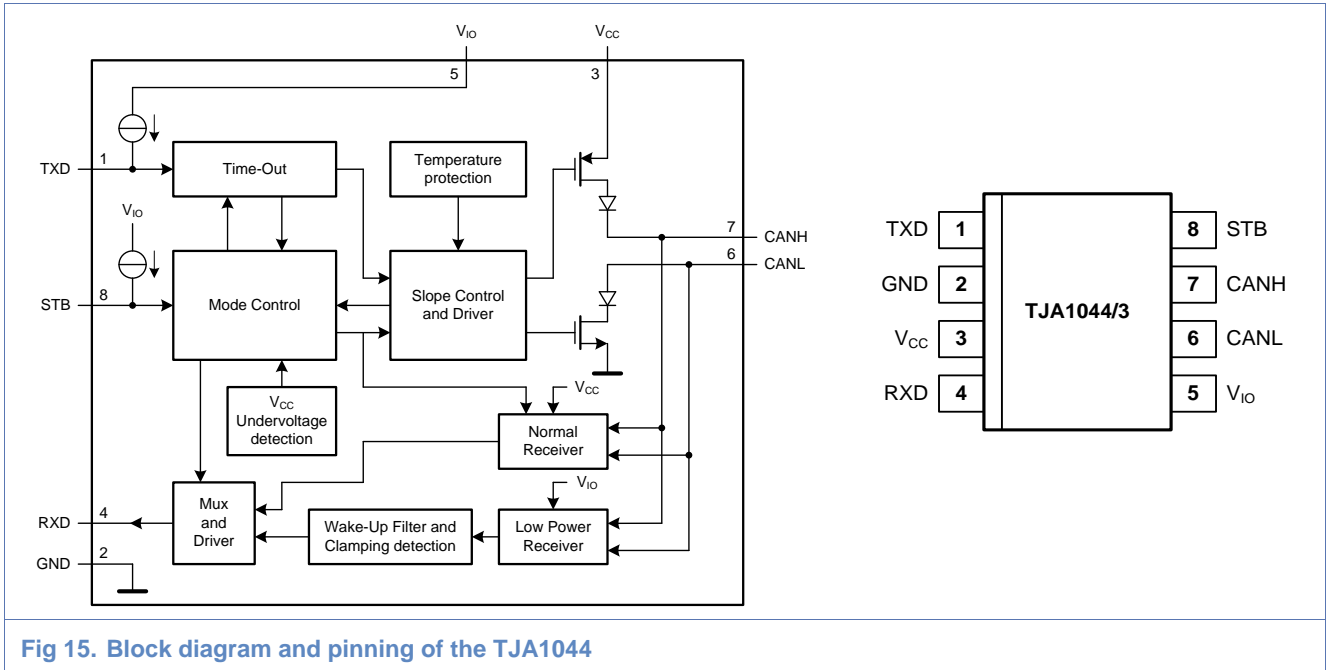 VIO
VCC
5
3
TXD
1
Time-Out
Temperature
protection
VIO
7
CANH
6
CANL
STB
8
Mode Control
Slope Control
and Driver
VCC
Undervoltage
detection
VCC
Normal
Receiver
VIO
RXD
4
Mux
and
Driver
Wake-Up Filter and
Clamping detection
Low Power
Receiver
GND
2
TXD 1
GND 2
VCC 3
RXD 4
TJA1044/3
8 STB
7 CANH
6 CANL
5 VIO
Fig 15. Block diagram and pinning of the TJA1044